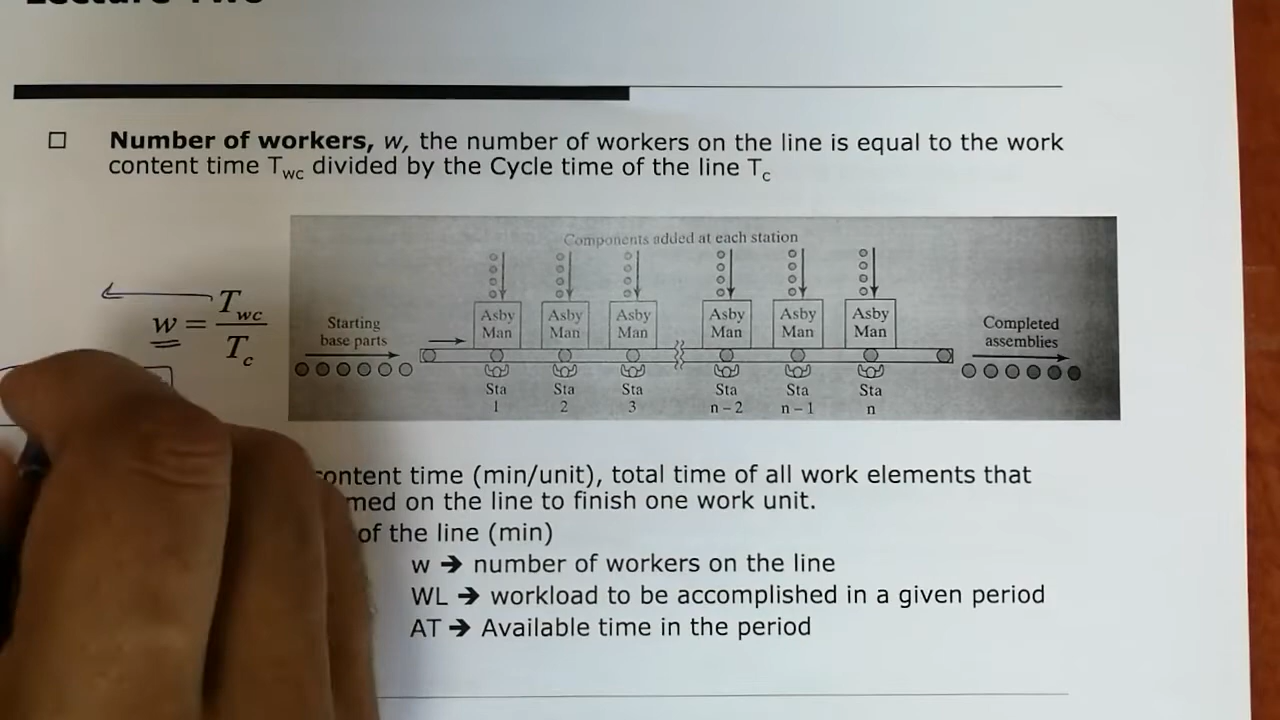 Lecture Two
□ Number of workers, w, the number of workers on the line is equal to the work
content time Twc divided by the Cycle time of the line Tc
Components added at each station
Asby Man Asby Man Asby Man Asby Man Asby Man Asby Man
Starting base parts
Completed assemblies
Sta 1 Sta 2 Sta 3 Sta n – 2 Sta n – 1 Sta n
w = Twc / Tc
content time (min/unit), total time of all work elements that
med on the line to finish one work unit.
of the line (min)
w → number of workers on the line
WL → workload to be accomplished in a given period
AT → Available time in the period